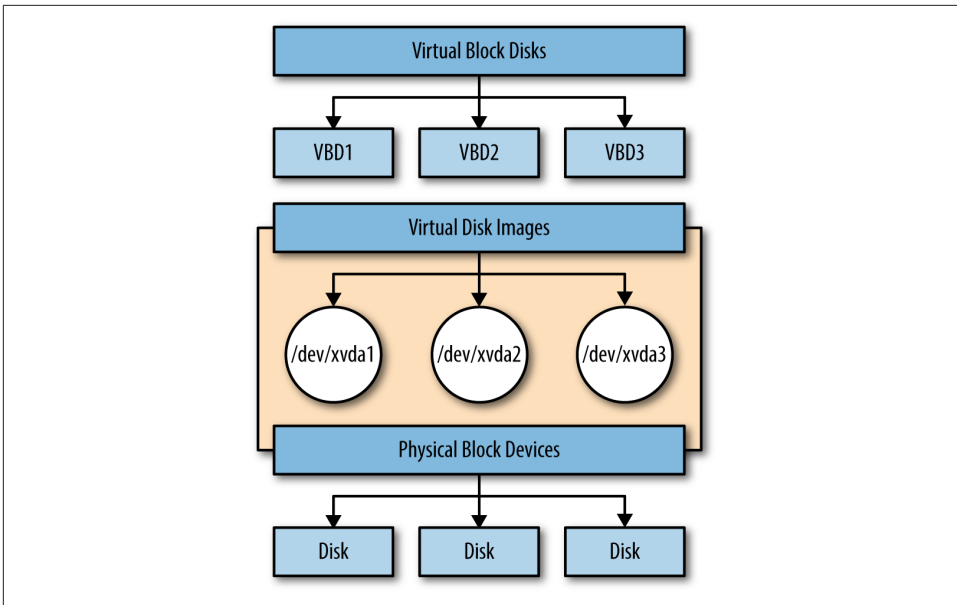 Virtual Block Disks
VBD1 VBD2 VBD3
Virtual Disk Images
/dev/xvda1 /dev/xvda2 /dev/xvda3
Physical Block Devices
Disk Disk Disk